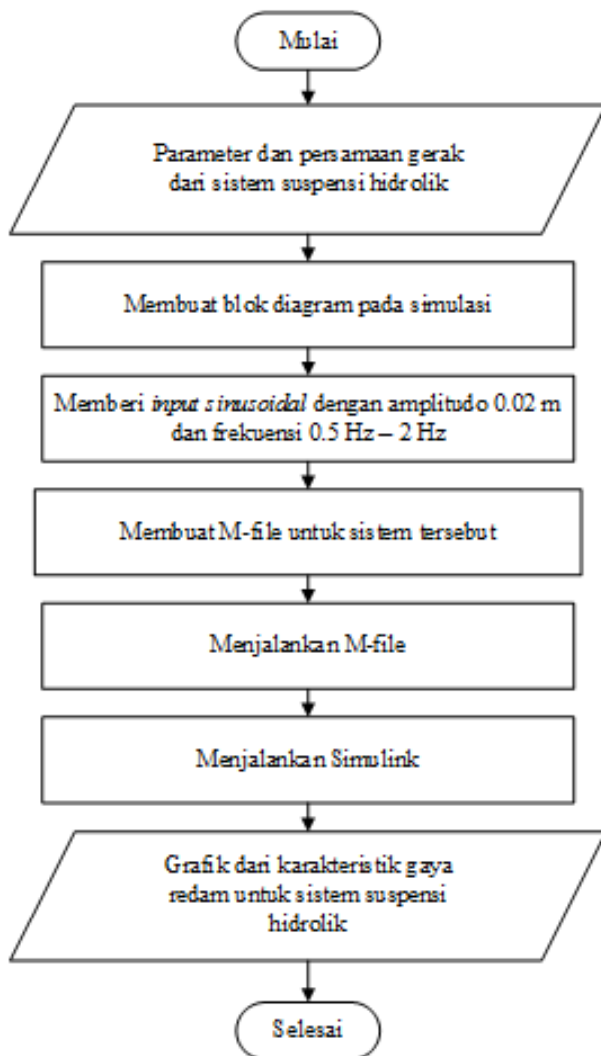 Mulai
Parameter dan persamaan gerak
dari sistem suspensi hidrolik
Membuat blok diagram pada simulasi
Memberi input sinusoidal dengan amplitudo 0.02 m
dan frekuensi 0.5 Hz – 2 Hz
Membuat M-file untuk sistem tersebut
Menjalankan M-file
Menjalankan Simulink
Grafik dari karakteristik gaya
redam untuk sistem suspensi
hidrolik
Selesai